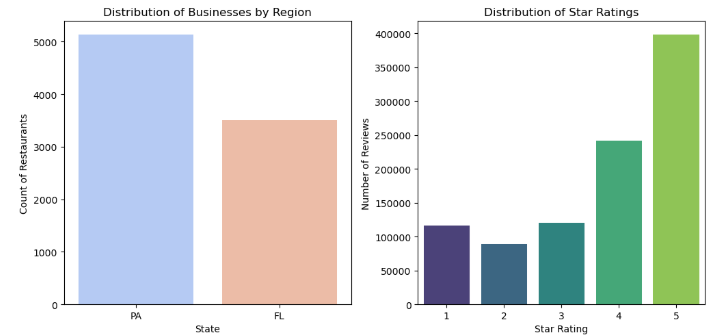 Distribution of Businesses by Region
Count of Restaurants
5000
4000
3000
2000
1000
0
PA
FL
State
Distribution of Star Ratings
Number of Reviews
400000
350000
300000
250000
200000
150000
100000
50000
0
1
2
3
4
5
Star Rating